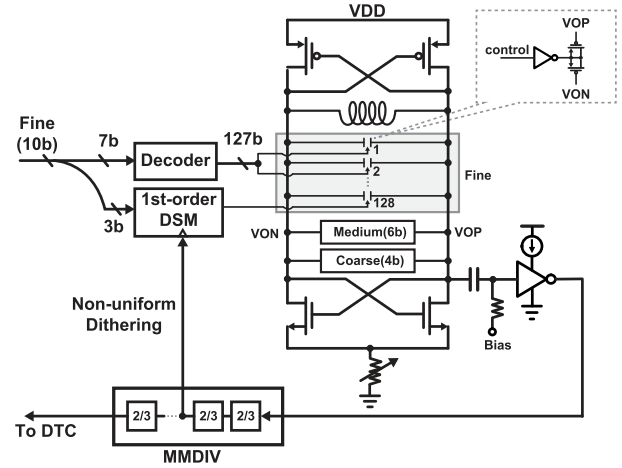 VDD
VOP
control
VON
Fine
(10b)
7b
Decoder
127b
1
2
128
Fine
3b
1st-order
DSM
VON
Medium(6b)
VOP
Coarse(4b)
Non-uniform
Dithering
Bias
2/3
2/3
2/3
To DTC
MMDIV